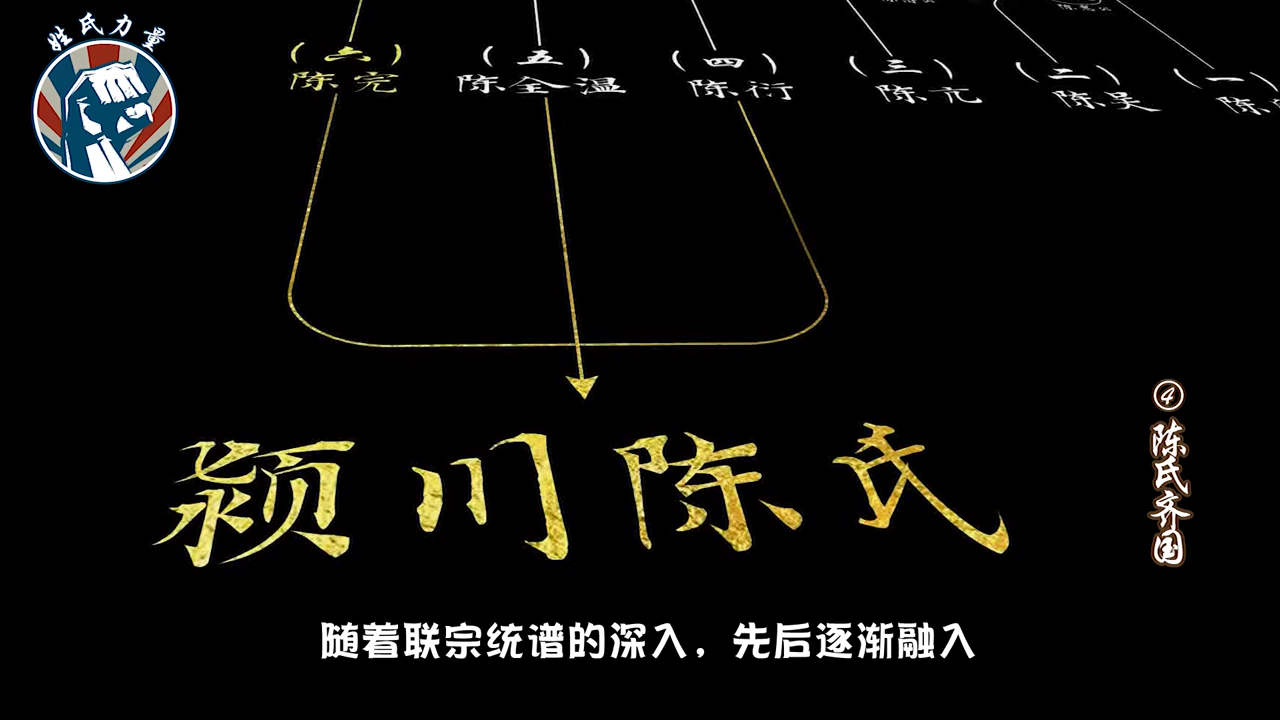 姓氏力量
(六)
陈完
(五)
陈全温
(四)
陈衍
(三)
陈亢
(二)
陈吴
(一)
陈
颍川陈氏
④陈氏齐国
随着联宗统谱的深入，先后逐渐融入